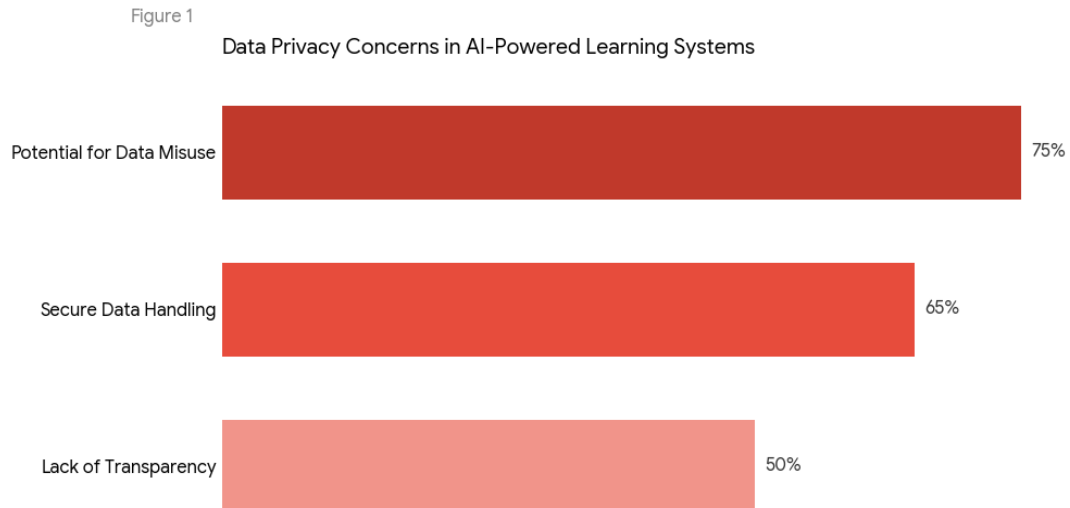 Figure 1
Data Privacy Concerns in AI-Powered Learning Systems
Potential for Data Misuse
75%
Secure Data Handling
65%
Lack of Transparency
50%